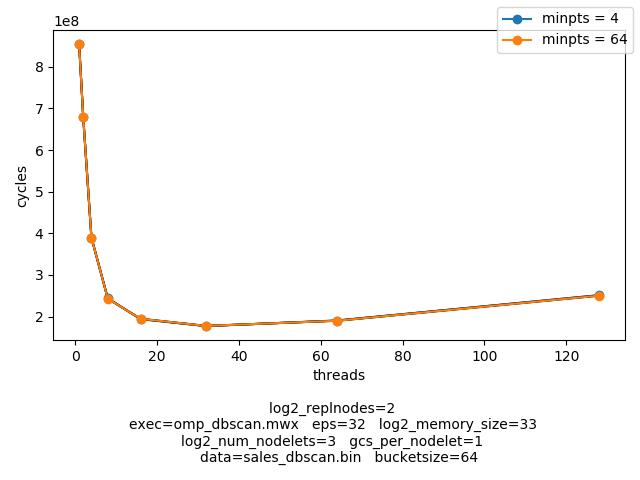 1e8
minpts = 4
minpts = 64
8
7
6
5
4
3
2
cycles
0 20 40 60 80 100 120
threads
log2_replnodes=2
exec=omp_dbscan.mwx eps=32 log2_memory_size=33
log2_num_nodelets=3 gcs_per_nodelet=1
data=sales_dbscan.bin bucketsize=64